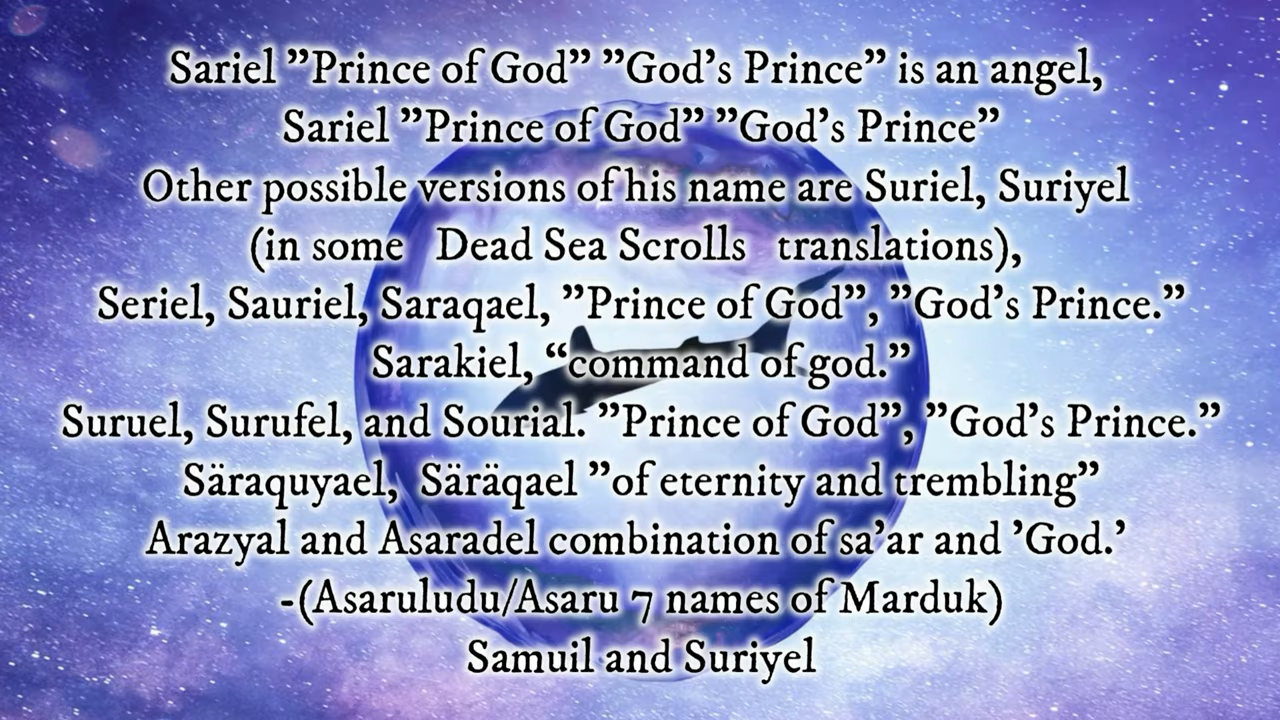 Sariel ”Prince of God” ”God’s Prince” is an angel,
Sariel ”Prince of God” ”God’s Prince”
Other possible versions of his name are Suriel, Suriyel
(in some Dead Sea Scrolls translations),
Seriel, Sauriel, Saraqael, ”Prince of God”, ”God’s Prince.”
Sarakiel, “command of god.”
Suruel, Surufel, and Sourial. ”Prince of God”, ”God’s Prince.”
Säraquyael, Säräqael ”of eternity and trembling”
Arazyal and Asaradel combination of sa’ar and ’God.’
-(Asaruludu/Asaru 7 names of Marduk)
Samuil and Suriyel